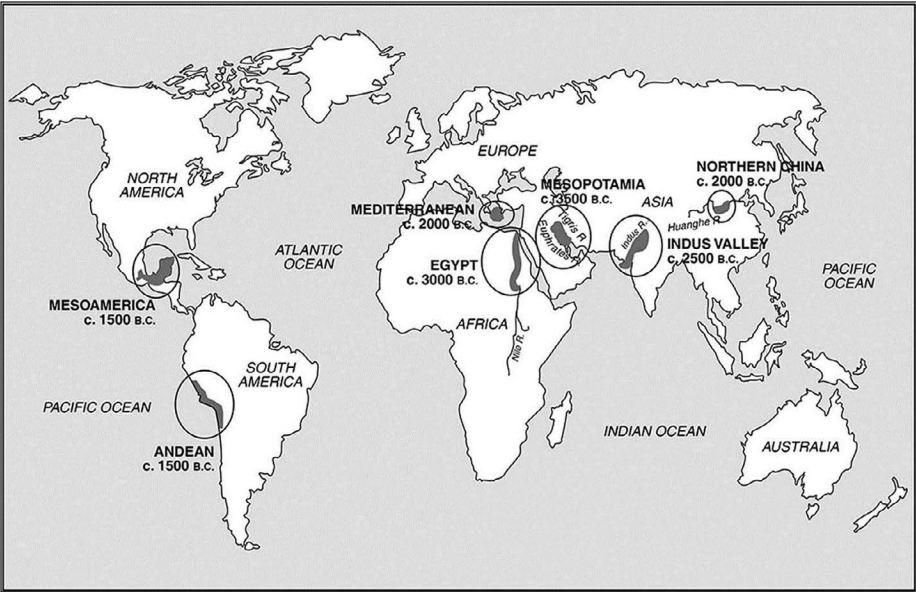 EUROPE
NORTHERN CHINA
c. 2000 B.C.
NORTH
AMERICA
MESOPOTAMIA
c. 3500 B.C.
ASIA
MEDITERRANEAN
c. 2000 B.C.
Tigris R.
Euphrates R.
Indus R.
Huanghe R.
INDUS VALLEY
c. 2500 B.C.
ATLANTIC
OCEAN
EGYPT
c. 3000 B.C.
PACIFIC
OCEAN
MESOAMERICA
c. 1500 B.C.
AFRICA
Nile R.
SOUTH
AMERICA
PACIFIC OCEAN
INDIAN OCEAN
AUSTRALIA
ANDEAN
c. 1500 B.C.